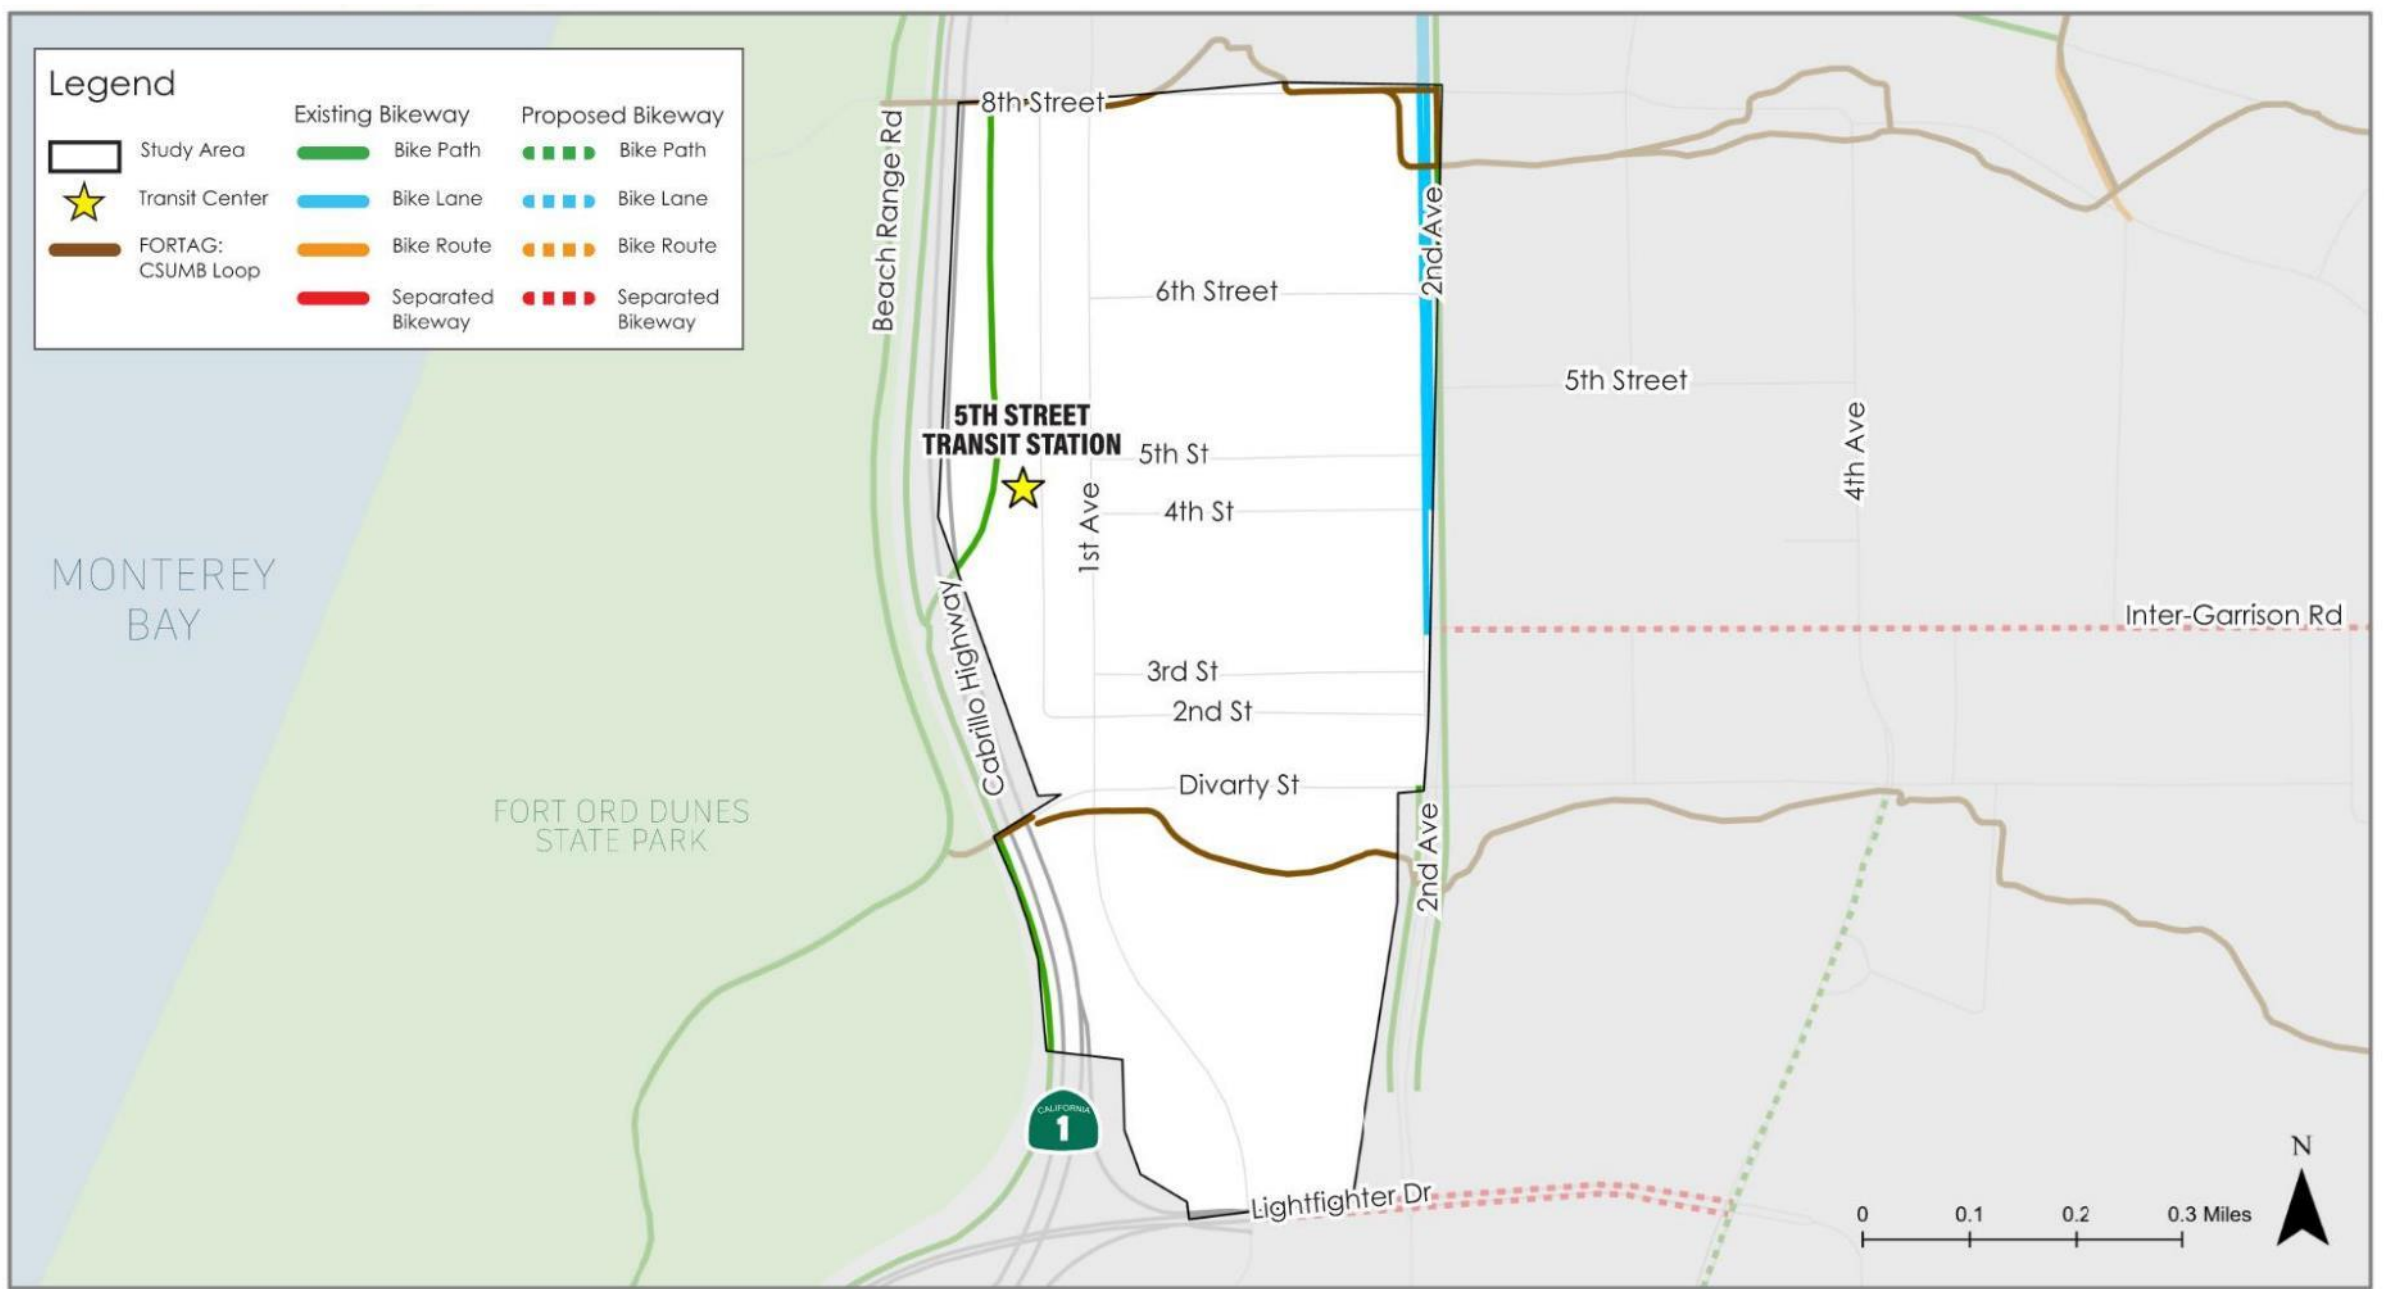 Legend
Existing Bikeway
Proposed Bikeway
Study Area
Bike Path
Bike Path
Transit Center
Bike Lane
Bike Lane
FORTAG:
CSUMB Loop
Bike Route
Bike Route
Separated
Bikeway
Separated
Bikeway
8th Street
Beach Range Rd
2nd Ave
6th Street
5th Street
5TH STREET
TRANSIT STATION
5th St
4th Ave
4th St
1st Ave
MONTEREY
BAY
Cabrillo Highway
Inter-Garrison Rd
3rd St
2nd St
Divarty St
FORT ORD DUNES
STATE PARK
2nd Ave
CALIFORNIA
1
Lightfighter Dr
N
0 0.1 0.2 0.3 Miles